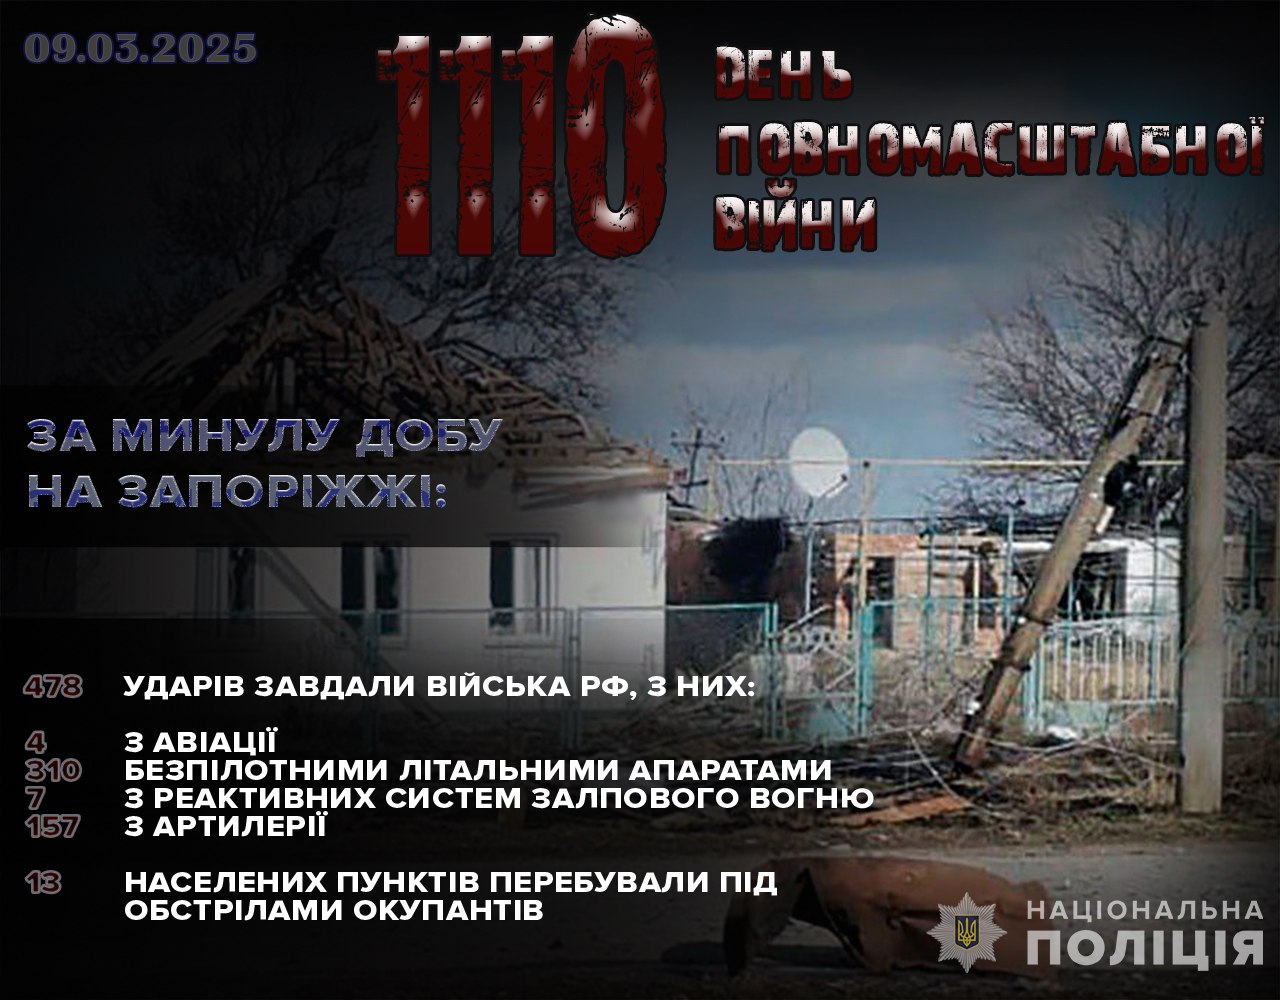 09.03.2025
1110
ДЕНЬ
ПОВНОМАСШТАБНОЇ
ВІЙНИ
ЗА МИНУЛУ ДОБУ
НА ЗАПОРІЖЖІ:
478 УДАРІВ ЗАВДАЛИ ВІЙСЬКА РФ, З НИХ:
4 З АВІАЦІЇ
310 БЕЗПІЛОТНИМИ ЛІТАЛЬНИМИ АПАРАТАМИ
7 З РЕАКТИВНИХ СИСТЕМ ЗАЛПОВОГО ВОГНЮ
157 З АРТИЛЕРІЇ
13 НАСЕЛЕНИХ ПУНКТІВ ПЕРЕБУВАЛИ ПІД
ОБСТРІЛАМИ ОКУПАНТІВ
НАЦІОНАЛЬНА
ПОЛІЦІЯ